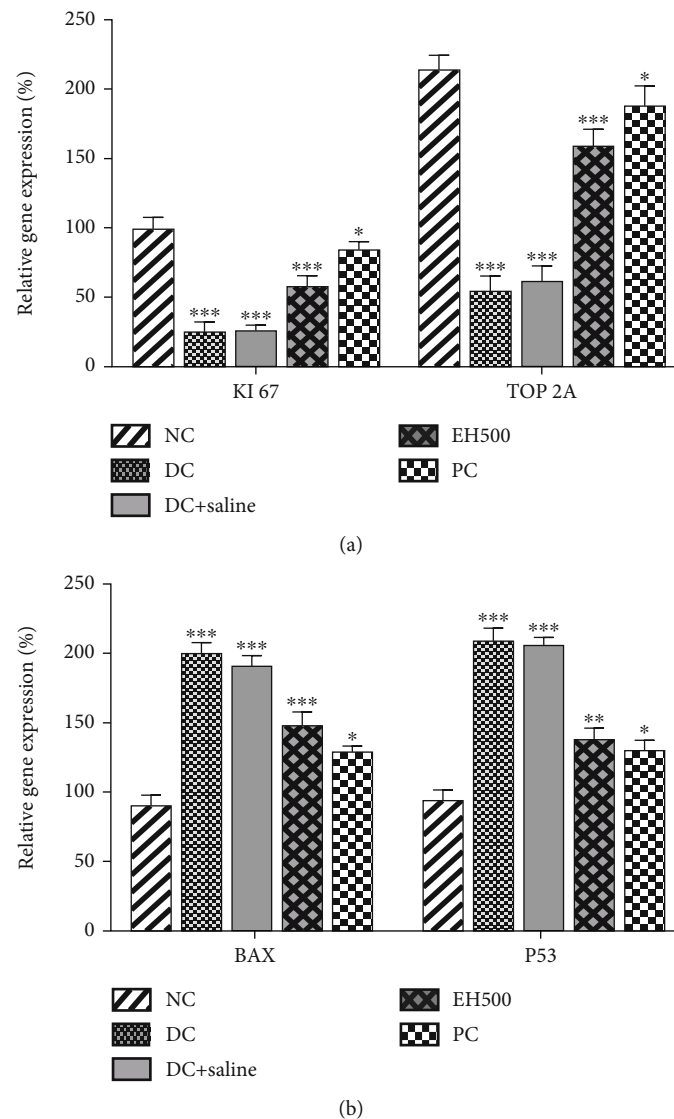 Relative gene expression (%)
250
200
150
100
50
0
***
***
***
*
***
***
***
*
KI 67
TOP 2A
NC
EH500
DC
PC
DC+saline
(a)
Relative gene expression (%)
250
200
150
100
50
0
***
***
***
*
***
***
**
*
BAX
P53
NC
EH500
DC
PC
DC+saline
(b)